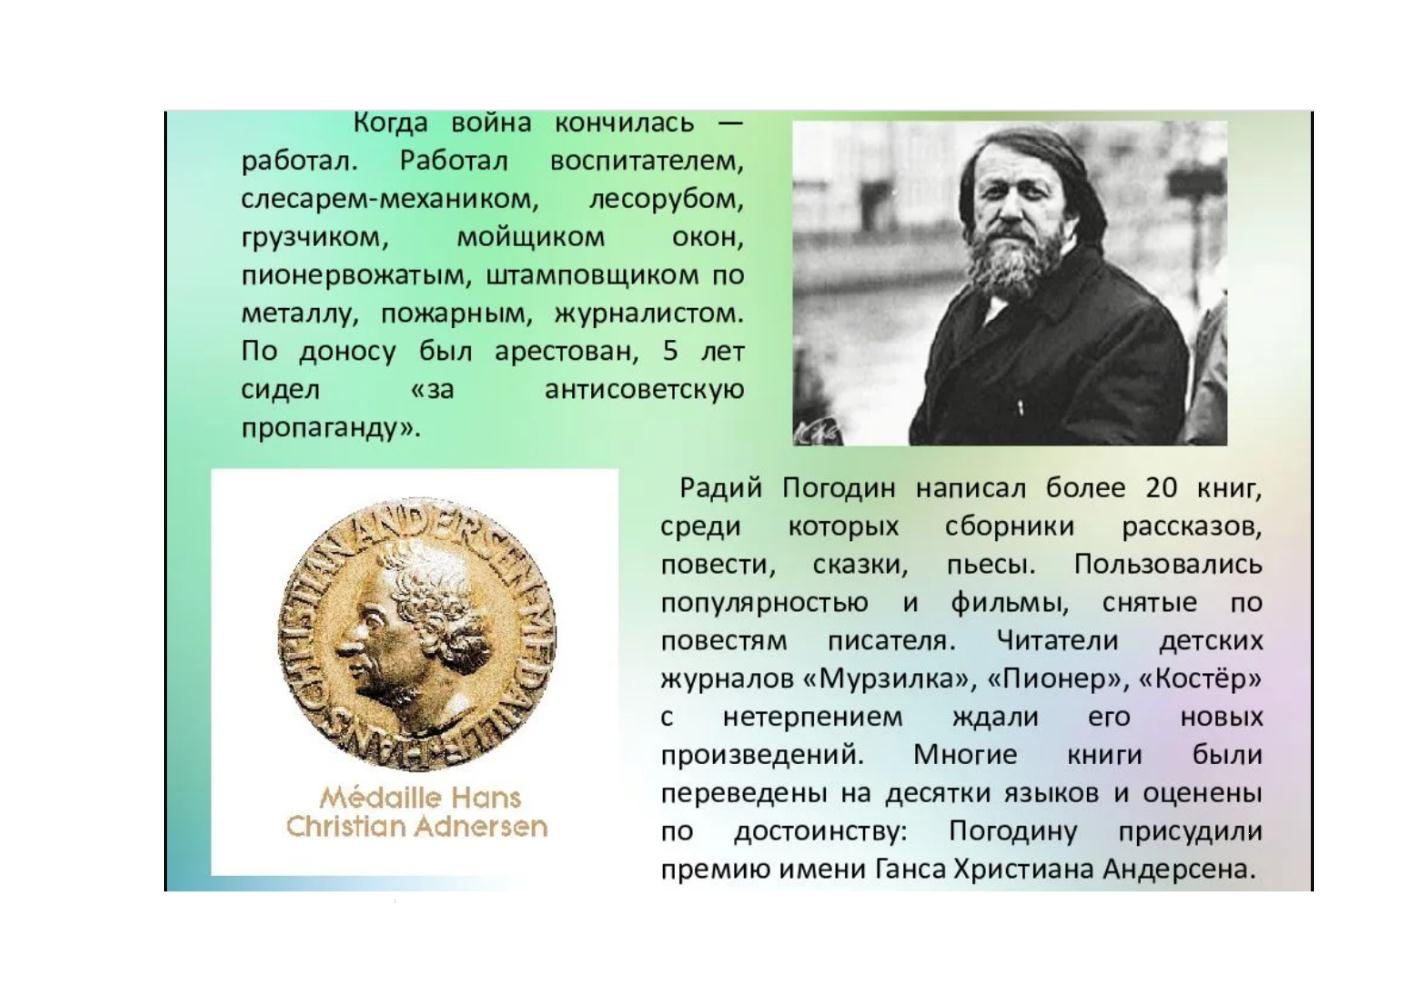 Когда война кончилась —
работал. Работал воспитателем,
слесарем-механиком, лесорубом,
грузчиком, мойщиком окон,
пионервожатым, штамповщиком по
металлу, пожарным, журналистом.
По доносу был арестован, 5 лет
сидел «за антисоветскую
пропаганду».
CHRISTIAN ANDERSEN MEDAILLE HANS
Médaille Hans
Christian Adnersen
Радий Погодин написал более 20 книг,
среди которых сборники рассказов,
повести, сказки, пьесы. Пользовались
популярностью и фильмы, снятые по
повестям писателя. Читатели детских
журналов «Мурзилка», «Пионер», «Костёр»
с нетерпением ждали его новых
произведений. Многие книги были
переведены на десятки языков и оценены
по достоинству: Погодину присудили
премию имени Ганса Христиана Андерсена.